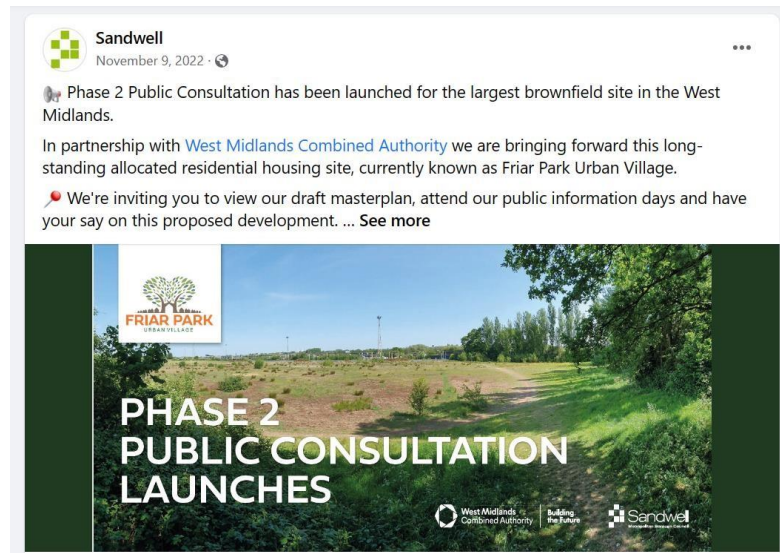 Sandwell
November 9, 2022 ·
Phase 2 Public Consultation has been launched for the largest brownfield site in the West
Midlands.
In partnership with West Midlands Combined Authority we are bringing forward this long-
standing allocated residential housing site, currently known as Friar Park Urban Village.
We're inviting you to view our draft masterplan, attend our public information days and have
your say on this proposed development. ... See more
FRIAR PARK
URBAN VILLAGE
PHASE 2
PUBLIC CONSULTATION
LAUNCHES
West Midlands
Combined Authority
Building
the Future
Sandwell
Metropolitan Borough Council